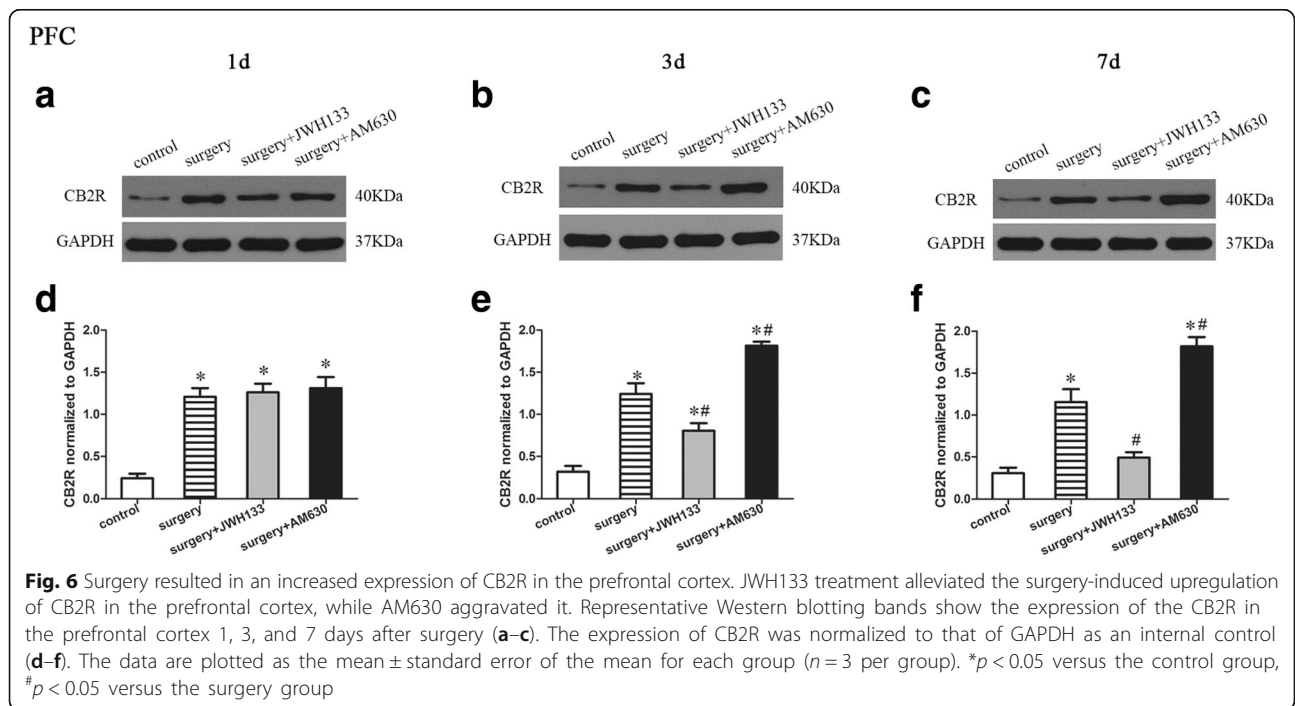 PFC
1d 3d 7d
a b c
control surgery surgery+JWH133 surgery+AM630
control surgery surgery+JWH133 surgery+AM630
control surgery surgery+JWH133 surgery+AM630
CB2R 40KDa CB2R 40KDa CB2R 40KDa
GAPDH 37KDa GAPDH 37KDa GAPDH 37KDa
d e f
CB2R normalized to GAPDH
2.0
1.5
1.0
0.5
0.0
* * *
control surgery surgery+JWH133 surgery+AM630
CB2R normalized to GAPDH
2.0
1.5
1.0
0.5
0.0
* *# *#
control surgery surgery+JWH133 surgery+AM630
CB2R normalized to GAPDH
2.0
1.5
1.0
0.5
0.0
* # *#
control surgery surgery+JWH133 surgery+AM630
Fig. 6 Surgery resulted in an increased expression of CB2R in the prefrontal cortex. JWH133 treatment alleviated the surgery-induced upregulation
of CB2R in the prefrontal cortex, while AM630 aggravated it. Representative Western blotting bands show the expression of the CB2R in
the prefrontal cortex 1, 3, and 7 days after surgery (a–c). The expression of CB2R was normalized to that of GAPDH as an internal control
(d–f). The data are plotted as the mean ± standard error of the mean for each group (n = 3 per group). *p < 0.05 versus the control group,
#p < 0.05 versus the surgery group